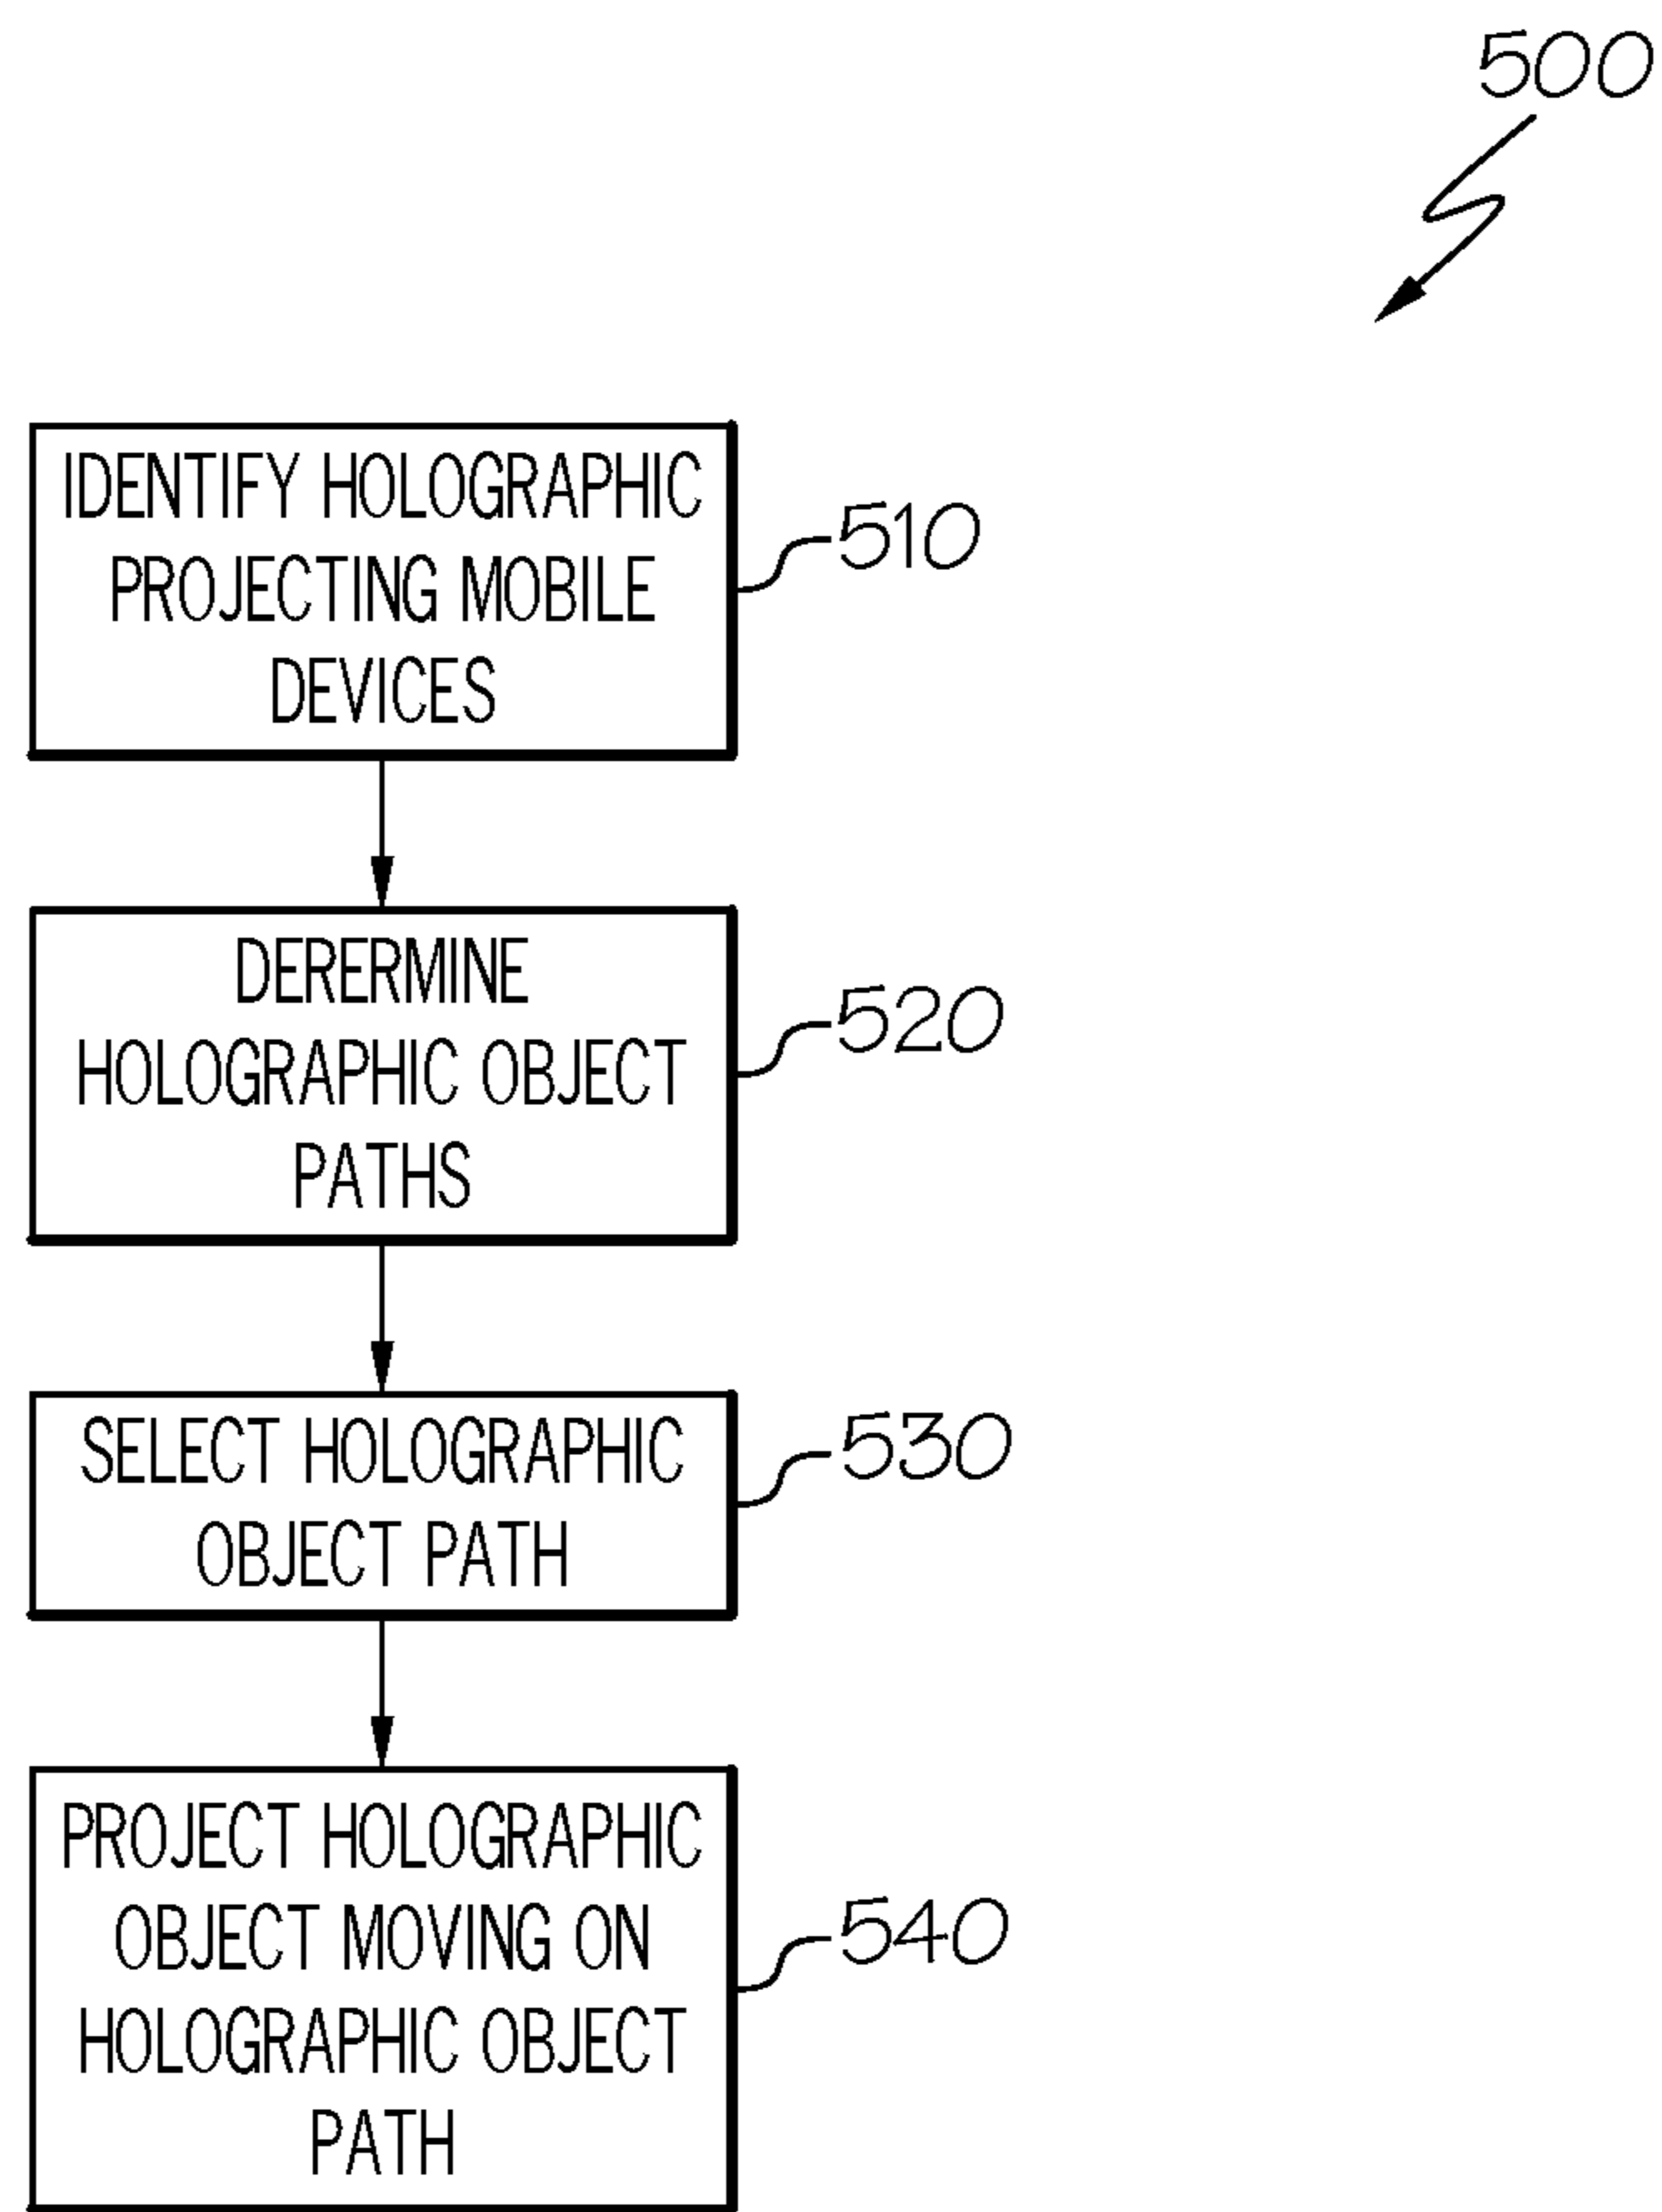 500
IDENTIFY HOLOGRAPHIC
PROJECTING MOBILE
DEVICES
510
DERERMINE
HOLOGRAPHIC OBJECT
PATHS
520
SELECT HOLOGRAPHIC
OBJECT PATH
530
PROJECT HOLOGRAPHIC
OBJECT MOVING ON
HOLOGRAPHIC OBJECT
PATH
540